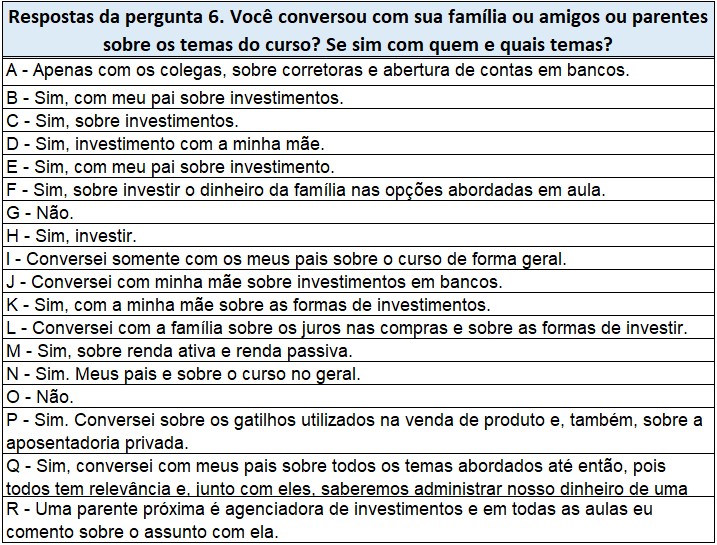 Respostas da pergunta 6. Você conversou com sua família ou amigos ou parentes
sobre os temas do curso? Se sim com quem e quais temas?
A - Apenas com os colegas, sobre corretoras e abertura de contas em bancos.
B - Sim, com meu pai sobre investimentos.
C - Sim, sobre investimentos.
D - Sim, investimento com a minha mãe.
E - Sim, com meu pai sobre investimento.
F - Sim, sobre investir o dinheiro da família nas opções abordadas em aula.
G - Não.
H - Sim, investir.
I - Conversei somente com os meus pais sobre o curso de forma geral.
J - Conversei com minha mãe sobre investimentos em bancos.
K - Sim, com a minha mãe sobre as formas de investimentos.
L - Conversei com a família sobre os juros nas compras e sobre as formas de investir.
M - Sim, sobre renda ativa e renda passiva.
N - Sim. Meus pais e sobre o curso no geral.
O - Não.
P - Sim. Conversei sobre os gatilhos utilizados na venda de produto e, também, sobre a
aposentadoria privada.
Q - Sim, conversei com meus pais sobre todos os temas abordados até então, pois
todos tem relevância e, junto com eles, saberemos administrar nosso dinheiro de uma
R - Uma parente próxima é agenciadora de investimentos e em todas as aulas eu
comento sobre o assunto com ela.